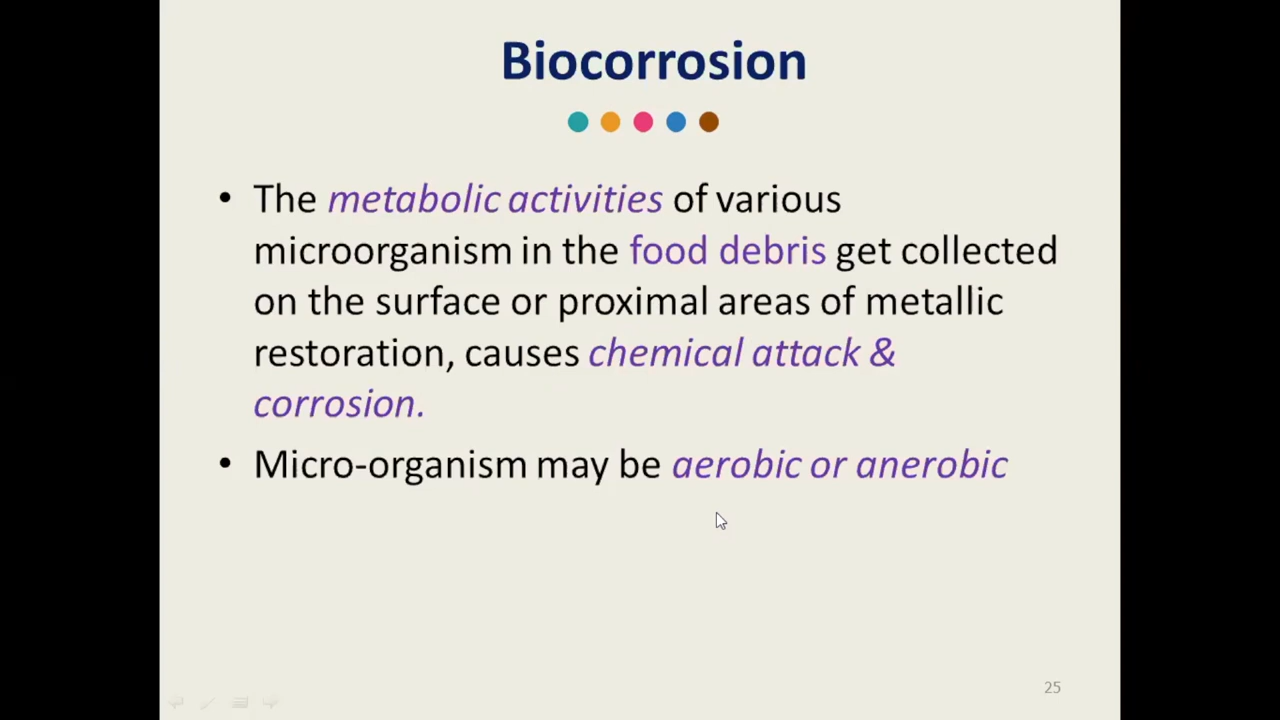 Biocorrosion
• The metabolic activities of various
microorganism in the food debris get collected
on the surface or proximal areas of metallic
restoration, causes chemical attack &
corrosion.
• Micro-organism may be aerobic or anerobic
25